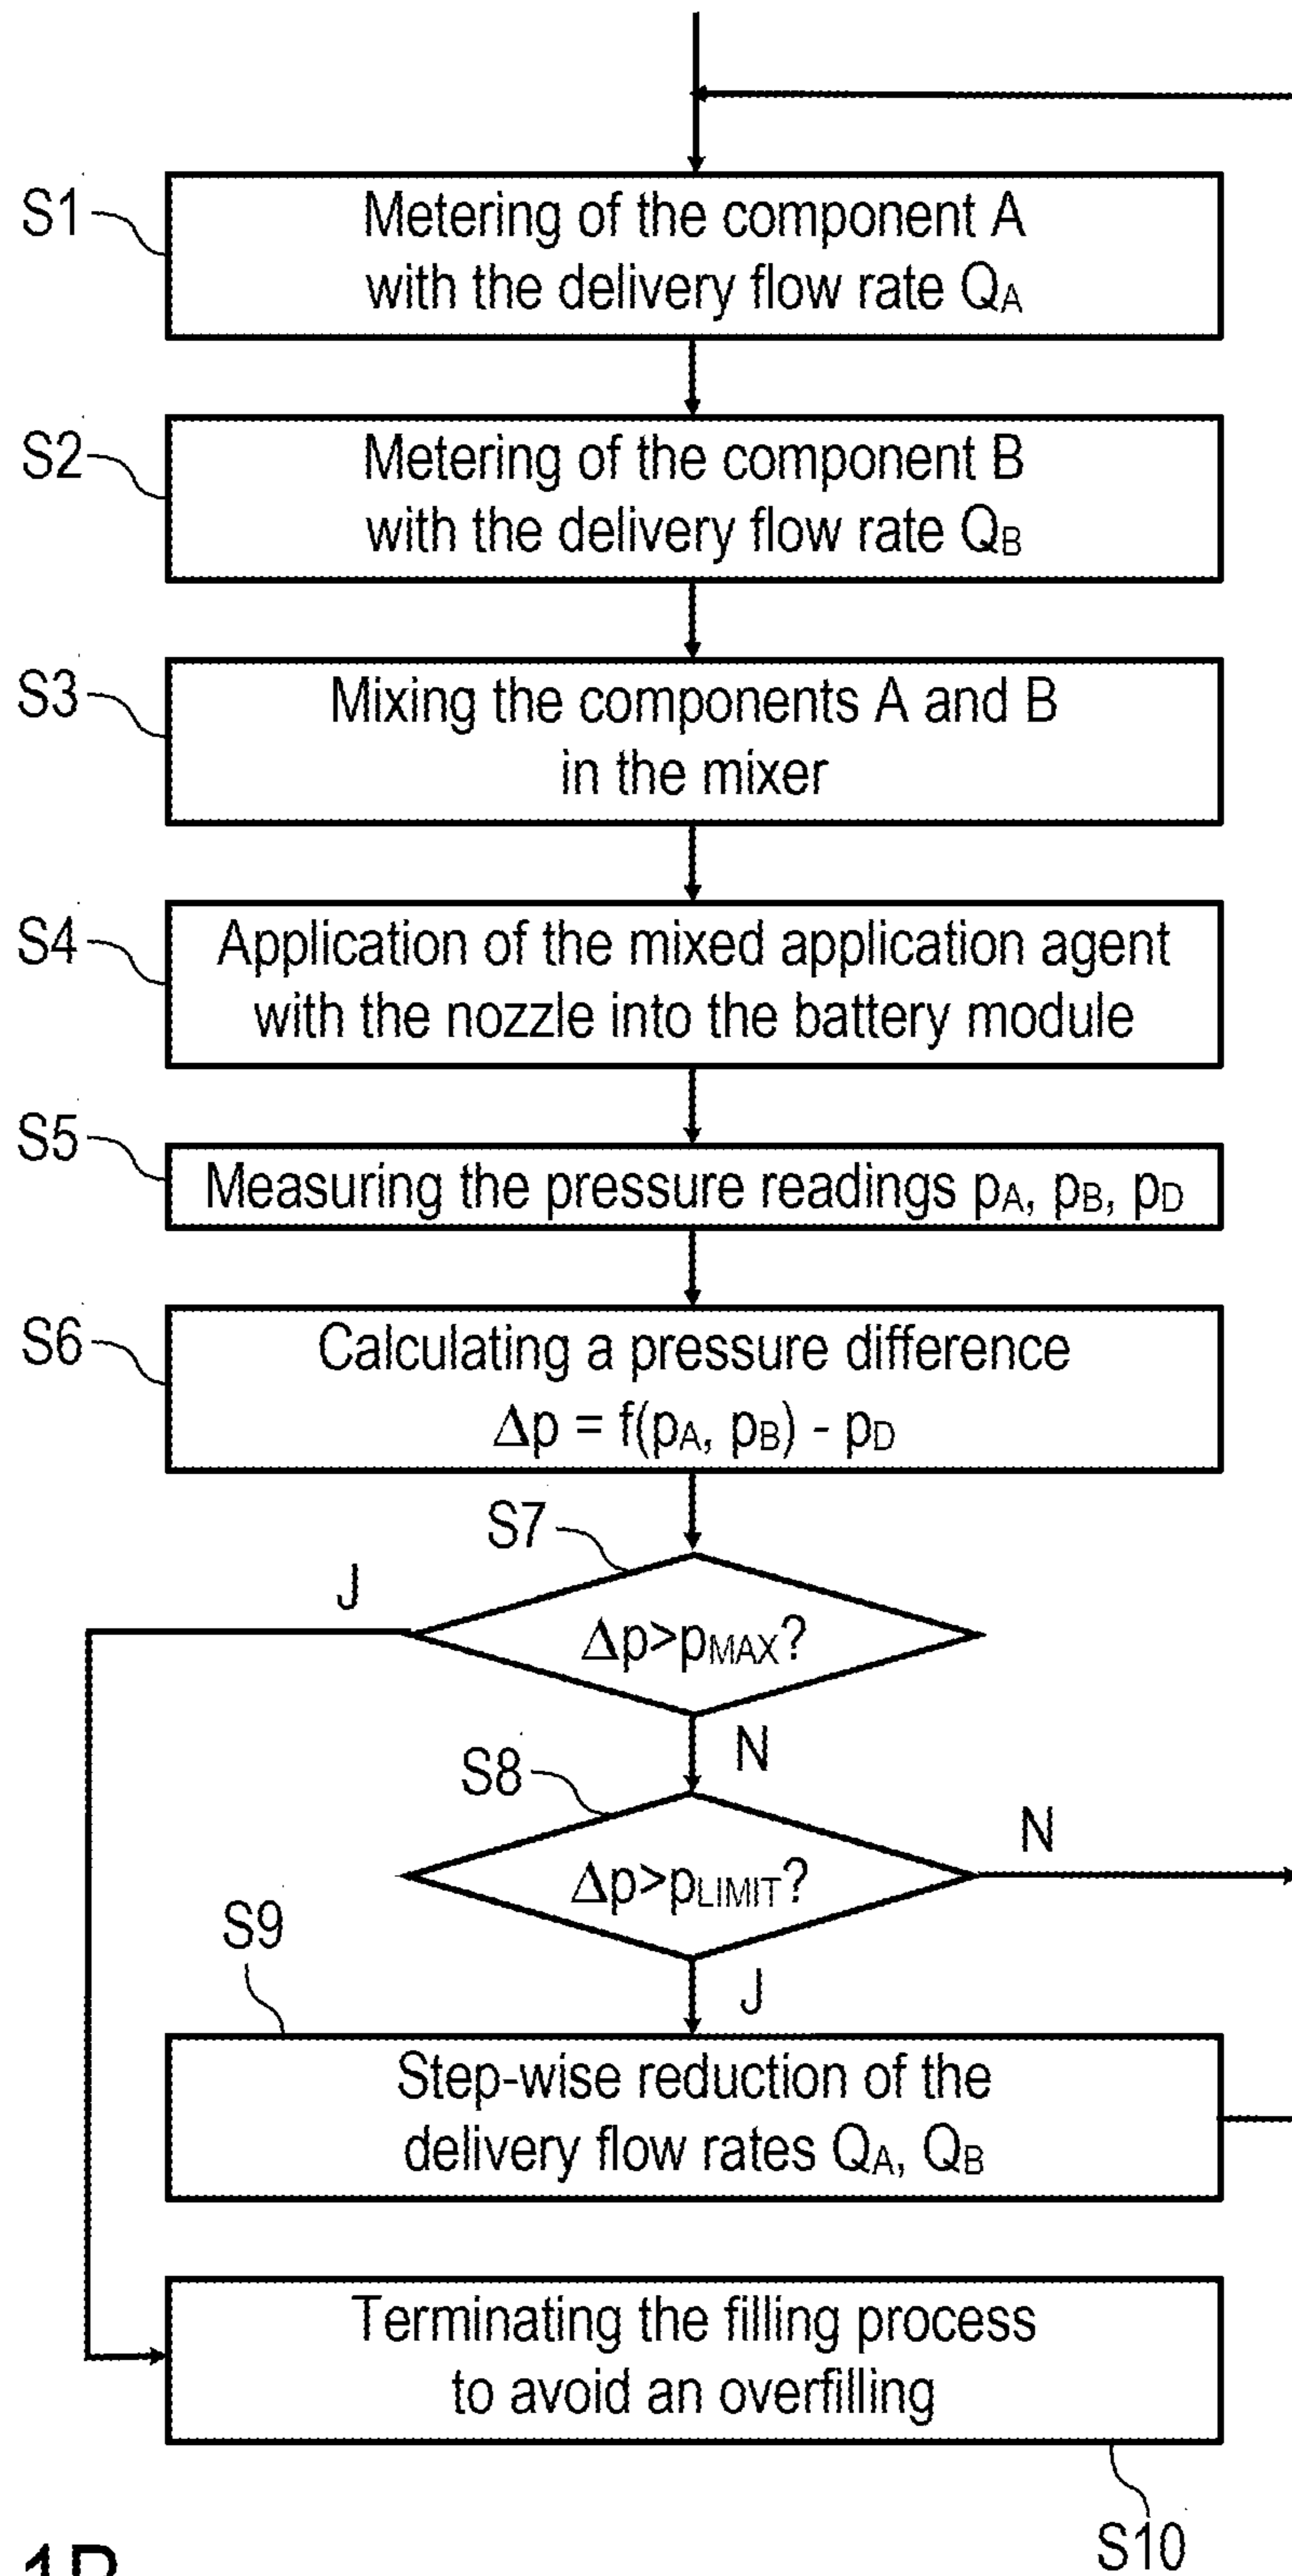 S1
Metering of the component A
with the delivery flow rate QA
S2
Metering of the component B
with the delivery flow rate QB
S3
Mixing the components A and B
in the mixer
S4
Application of the mixed application agent
with the nozzle into the battery module
S5
Measuring the pressure readings pA, pB, pD
S6
Calculating a pressure difference
Δp = f(pA, pB) - pD
S7
J
Δp>pMAX?
N
S8
N
Δp>pLIMIT?
S9
J
Step-wise reduction of the
delivery flow rates QA, QB
Terminating the filling process
to avoid an overfilling
S10